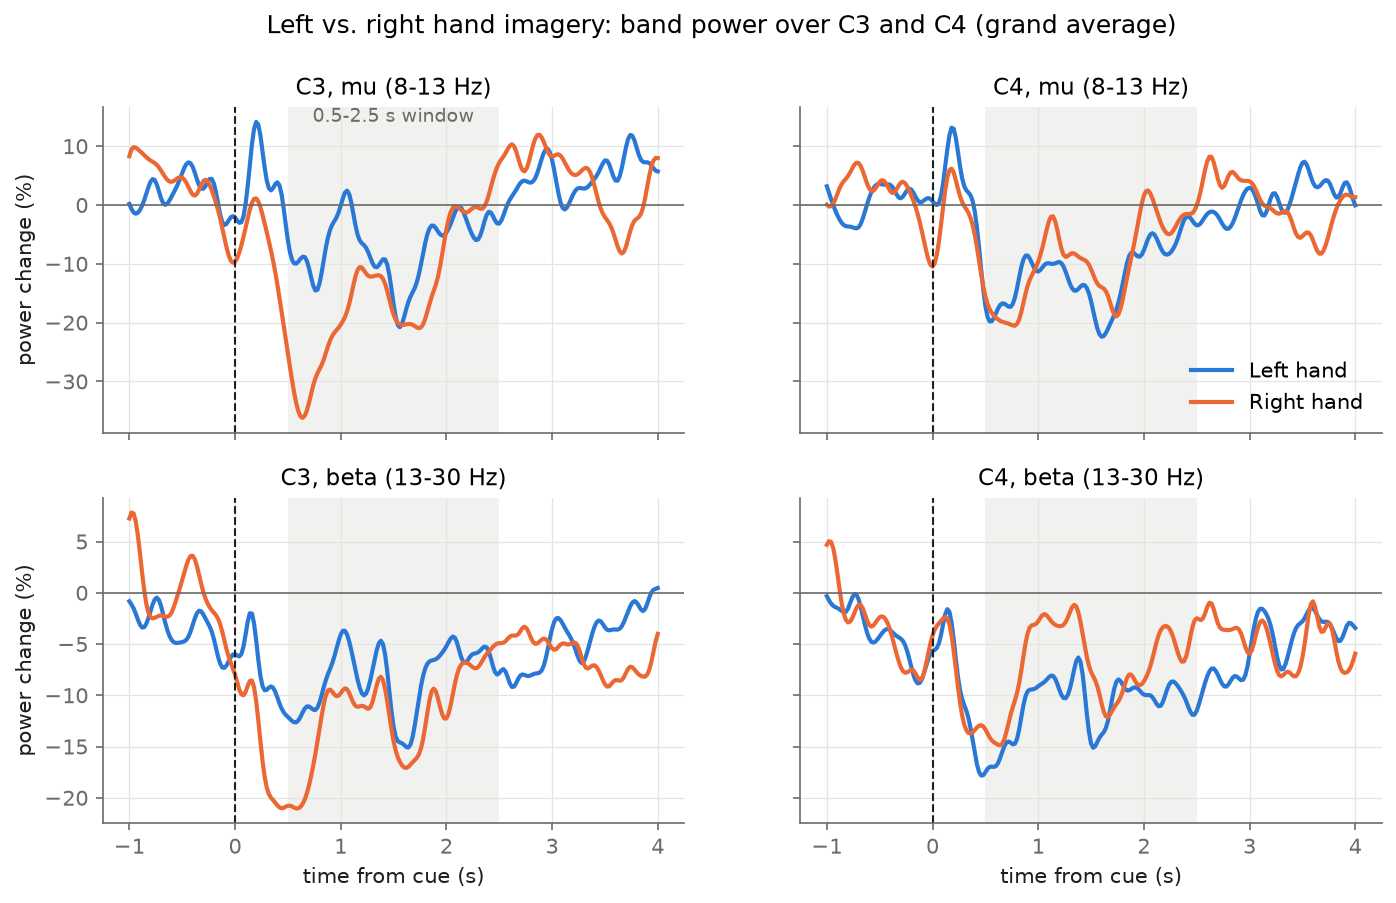 Left vs. right hand imagery: band power over C3 and C4 (grand average)
C3, mu (8-13 Hz)
0.5-2.5 s window
power change (%)
10
0
−10
−20
−30
C4, mu (8-13 Hz)
Left hand
Right hand
C3, beta (13-30 Hz)
power change (%)
5
0
−5
−10
−15
−20
−1 0 1 2 3 4
time from cue (s)
C4, beta (13-30 Hz)
−1 0 1 2 3 4
time from cue (s)